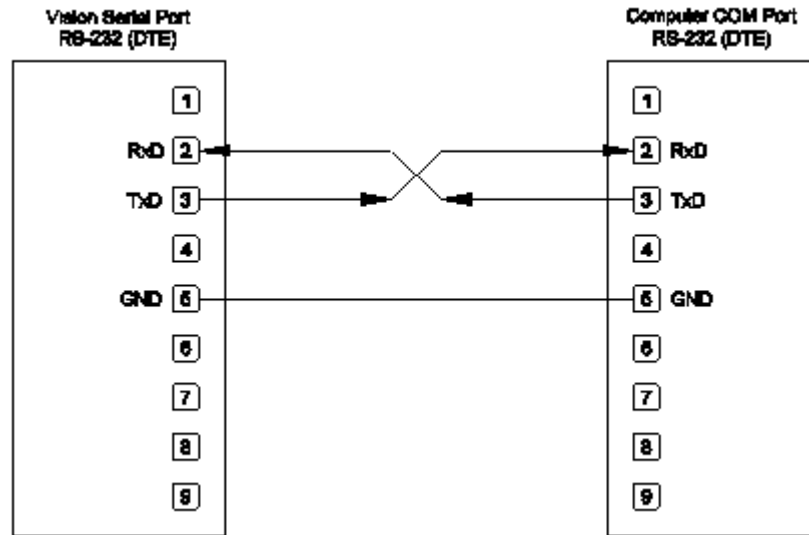 Vision Serial Port
RS-232 (DTE)
1
RxD 2
TxD 3
4
GND 5
6
7
8
9
Computer COM Port
RS-232 (DTE)
1
2 RxD
3 TxD
4
5 GND
6
7
8
9